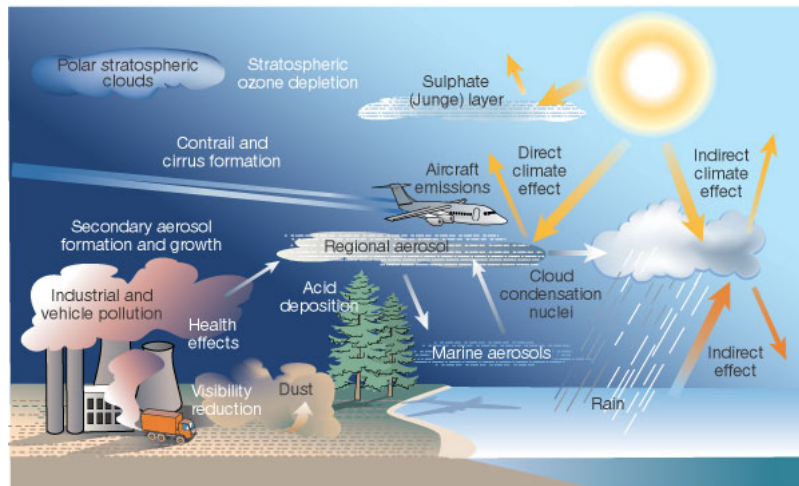 Polar stratospheric
clouds
Stratospheric
ozone depletion
Sulphate
(Junge) layer
Contrail and
cirrus formation
Aircraft
emissions
Direct
climate
effect
Indirect
climate
effect
Secondary aerosol
formation and growth
Regional aerosol
Industrial and
vehicle pollution
Acid
deposition
Cloud
condensation
nuclei
Health
effects
Marine aerosols
Indirect
effect
Visibility
reduction
Dust
Rain